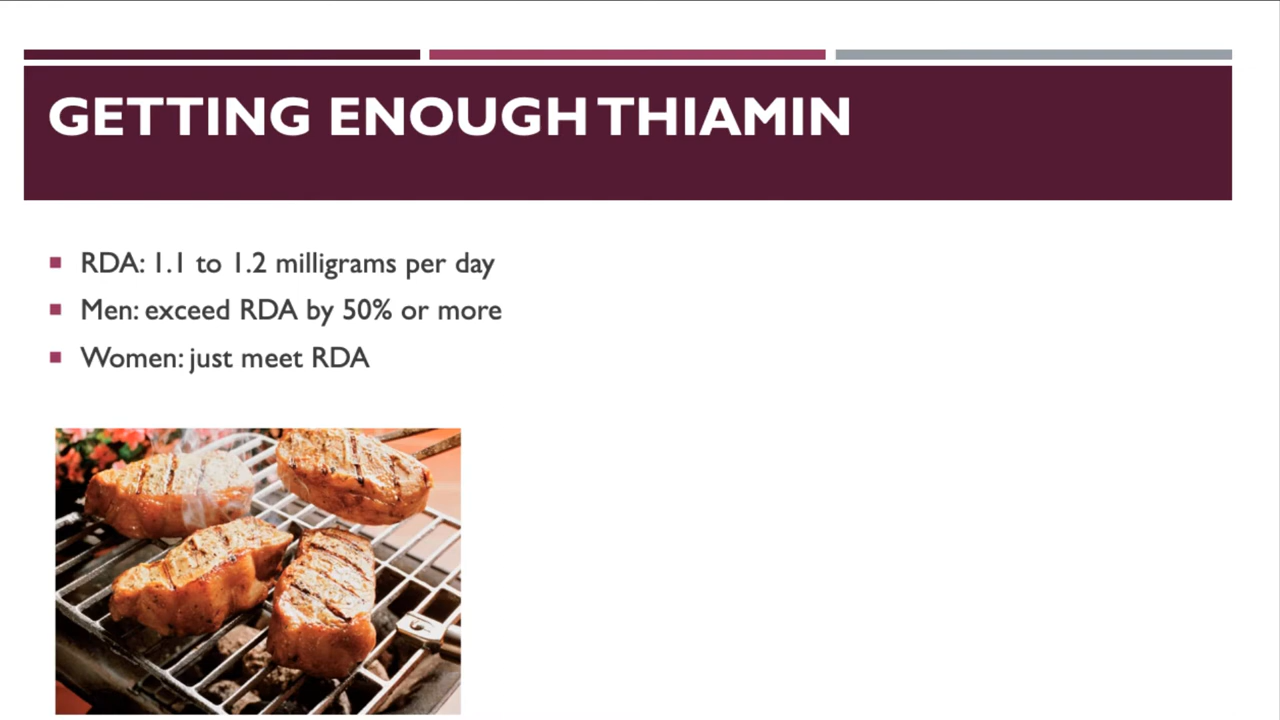 GETTING ENOUGH THIAMIN
RDA: 1.1 to 1.2 milligrams per day
Men: exceed RDA by 50% or more
Women: just meet RDA